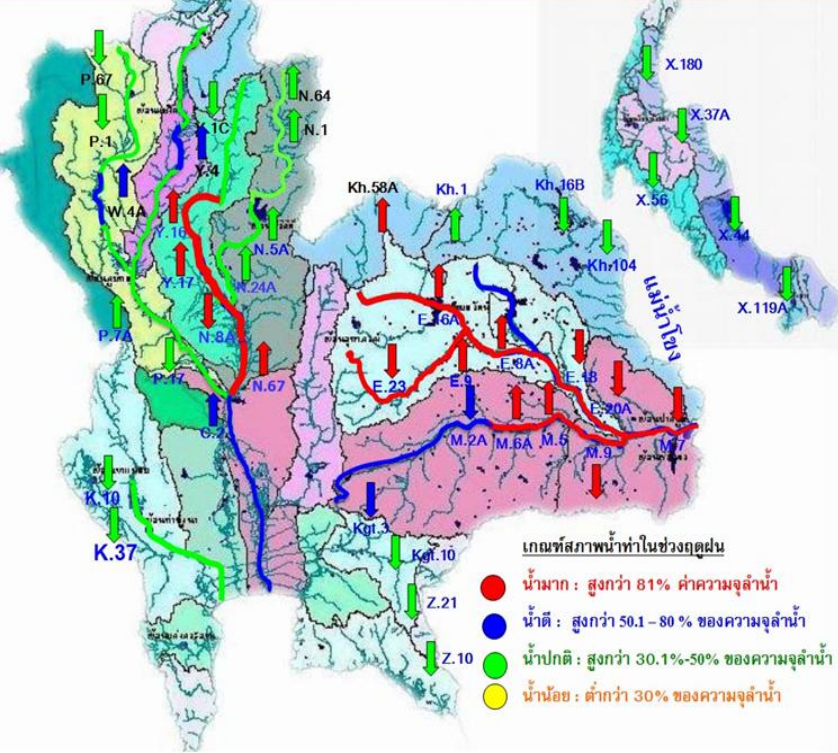 P.67
P.1
W.4A
P.7A
P.17
Y.16
Y.17
Y.4
N.64
N.1
N.5A
N.24A
N.8A
N.67
K.10
K.37
Kh.58A
Kh.1
Kh.16B
Kh.104
แม่น้ำโขง
E.16A
E.8A
E.23
E.9
E.18
E.20A
M.2A
M.6A
M.5
M.9
M.7
Kgt.3
Kgt.10
Z.21
Z.10
X.180
X.37A
X.56
X.44
X.119A
เกณฑ์สภาพน้ำท่าในช่วงฤดูฝน
น้ำมาก : สูงกว่า 81% ค่าความจุลำน้ำ
น้ำดี : สูงกว่า 50.1 – 80 % ของความจุลำน้ำ
น้ำปกติ : สูงกว่า 30.1%-50% ของความจุลำน้ำ
น้ำน้อย : ต่ำกว่า 30% ของความจุลำน้ำ